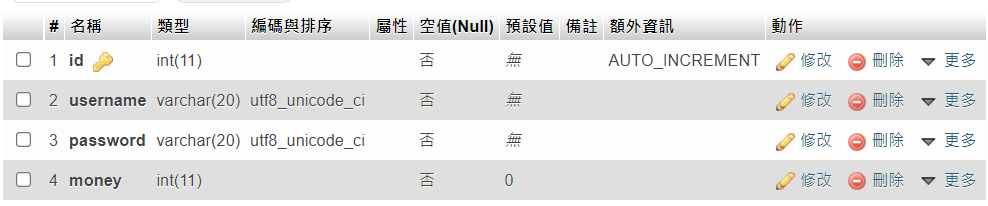 # 名稱 類型 編碼與排序 屬性 空值(Null) 預設值 備註 額外資訊 動作
1 id int(11) 否 無 AUTO_INCREMENT 修改 刪除 更多
2 username varchar(20) utf8_unicode_ci 否 無 修改 刪除 更多
3 password varchar(20) utf8_unicode_ci 否 無 修改 刪除 更多
4 money int(11) 否 0 修改 刪除 更多